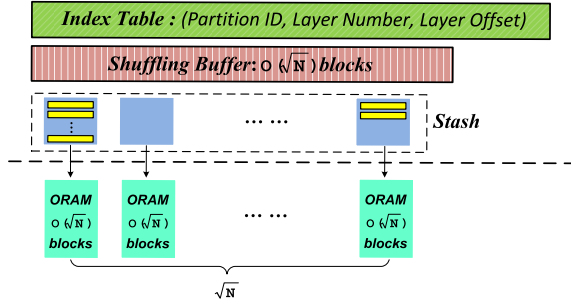 Index Table : (Partition ID, Layer Number, Layer Offset)
Shuffling Buffer: O (√N) blocks
⋮ ... ...
Stash
ORAM ORAM ORAM
O (√N) O (√N) ... ... O (√N)
blocks blocks blocks
√N